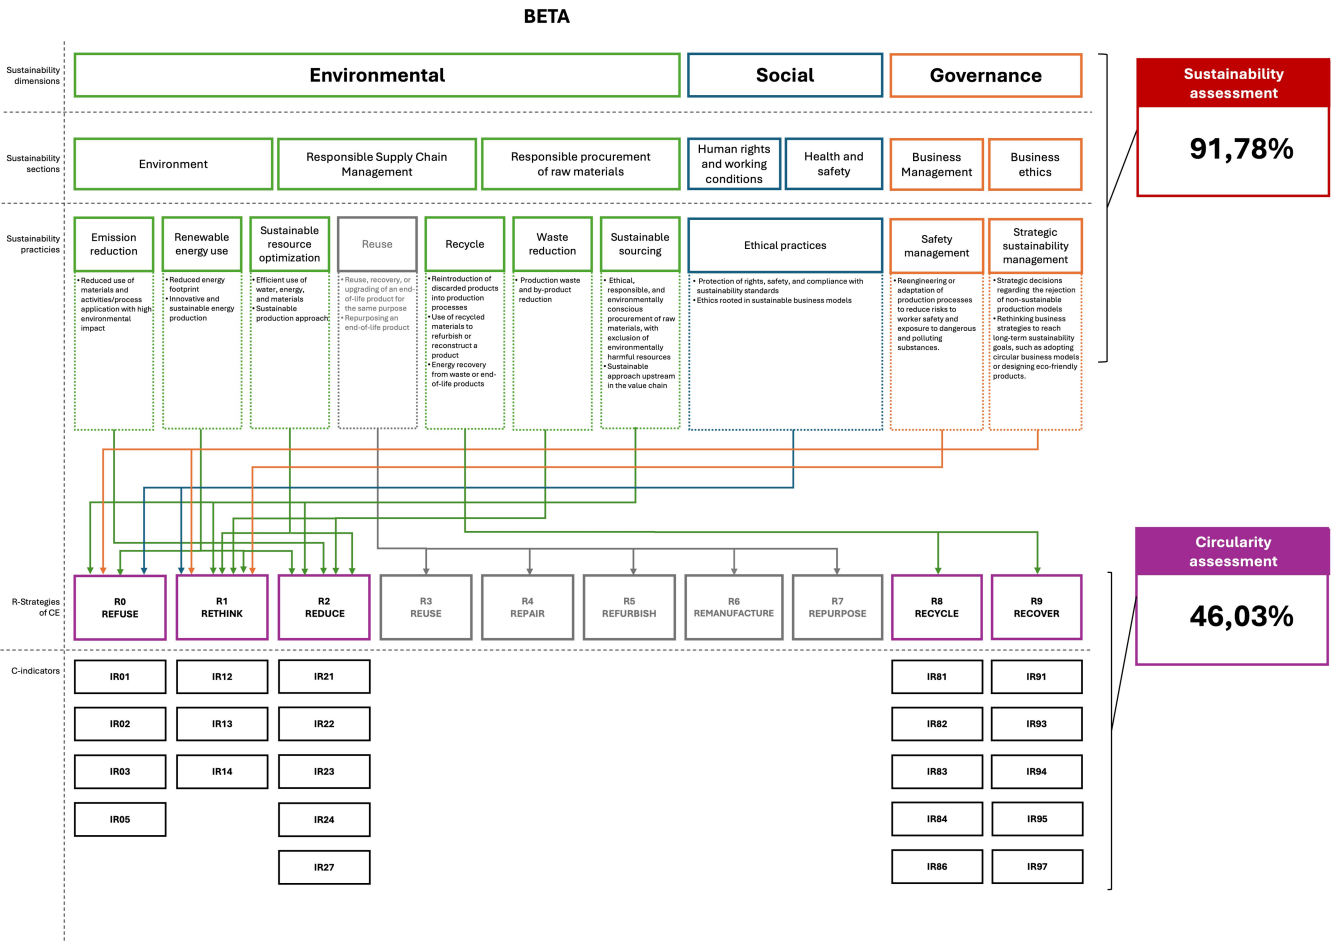 BETA
Sustainability
dimensions
Environmental
Social
Governance
Sustainability
assessment
91,78%
Sustainability
sections
Environment
Responsible Supply Chain
Management
Responsible procurement
of raw materials
Human rights
and working
conditions
Health and
safety
Business
Management
Business
ethics
Sustainability
practicies
Emission
reduction
Renewable
energy use
Sustainable
resource
optimization
Reuse
Recycle
Waste
reduction
Sustainable
sourcing
Ethical practices
Safety
management
Strategic
sustainability
management
• Reduced use of
materials and
activities/process
application with high
environmental
impact
• Reduced energy
footprint
• Innovative and
sustainable energy
production
• Efficient use of
water, energy,
and materials
• Sustainable
production approach
• Reuse, recovery, or
upgrading of an end-
of-life product for
the same purpose
• Repurposing an
end-of-life product
• Reintroduction of
discarded products
into production
processes
• Use of recycled
materials to
refurbish or
reconstruct a
product
• Energy recovery
from waste or end-
of-life products
• Production waste
and by-product
reduction
• Ethical,
responsible, and
environmentally
conscious
procurement of raw
materials, with
exclusion of
environmentally
harmful resources
• Sustainable
approach upstream
in the value chain
• Protection of rights, safety, and compliance with
sustainability standards
• Ethics rooted in sustainable business models
• Reengineering or
adaptation of
production processes
to reduce risks to
worker safety and
exposure to dangerous
and polluting
substances.
• Strategic decisions
regarding the rejection
of non-sustainable
production models
• Rethinking business
strategies to reach
long-term sustainability
goals, such as adopting
circular business models
or designing eco-friendly
products.
Circularity
assessment
46,03%
R-Strategies
of CE
R0
REFUSE
R1
RETHINK
R2
REDUCE
R3
REUSE
R4
REPAIR
R5
REFURBISH
R6
REMANUFACTURE
R7
REPURPOSE
R8
RECYCLE
R9
RECOVER
C-indicators
IR01
IR12
IR21
IR81
IR91
IR02
IR13
IR22
IR82
IR93
IR03
IR14
IR23
IR83
IR94
IR05
IR24
IR84
IR95
IR27
IR86
IR97